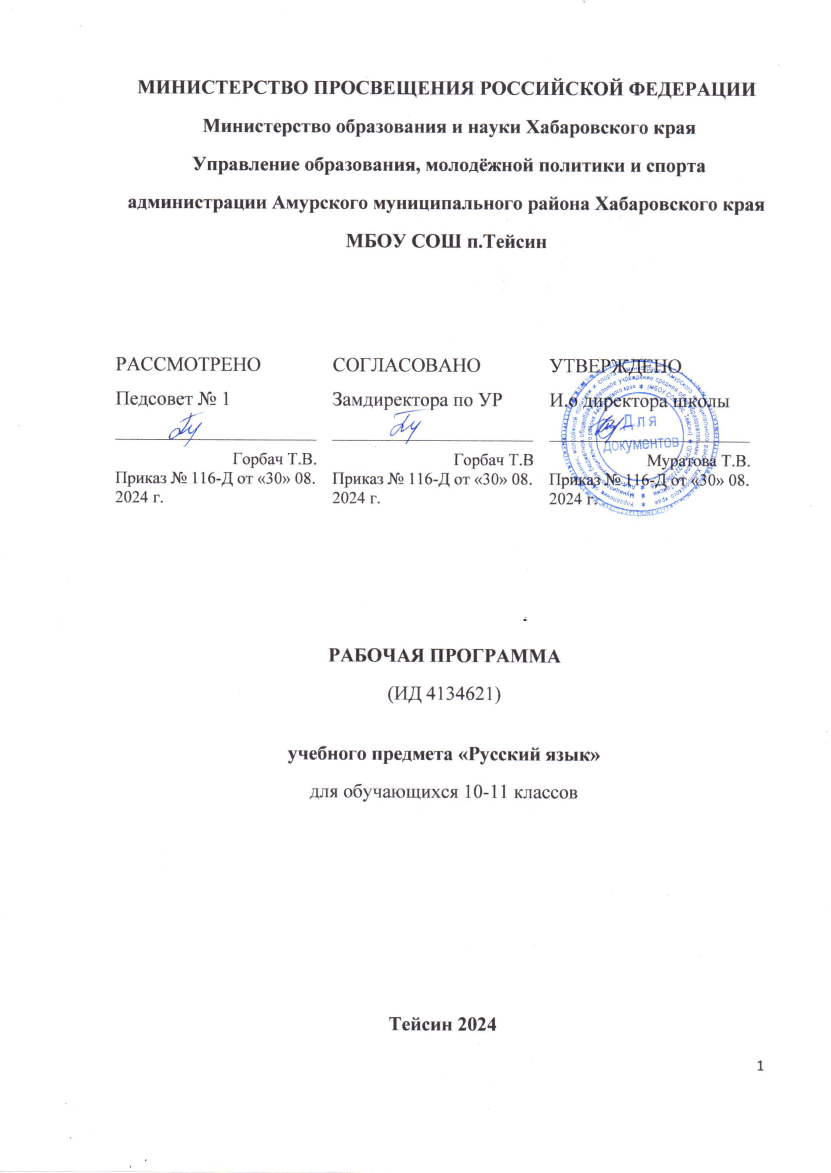 МИНИСТЕРСТВО ПРОСВЕЩЕНИЯ РОССИЙСКОЙ ФЕДЕРАЦИИ
Министерство образования и науки Хабаровского края
Управление образования, молодёжной политики и спорта
администрации Амурского муниципального района Хабаровского края
МБОУ СОШ п.Тейсин
РАССМОТРЕНО
Педсовет № 1
Горбач Т.В.
Приказ № 116-Д от «30» 08.
2024 г.
СОГЛАСОВАНО
Замдиректора по УР
Горбач Т.В
Приказ № 116-Д от «30» 08.
2024 г.
УТВЕРЖДЕНО
И.о директора школы
Для
документов
Муратова Т.В.
Приказ № 116-Д от «30» 08.
2024 г.
РАБОЧАЯ ПРОГРАММА
(ИД 4134621)
учебного предмета «Русский язык»
для обучающихся 10-11 классов
Тейсин 2024
1